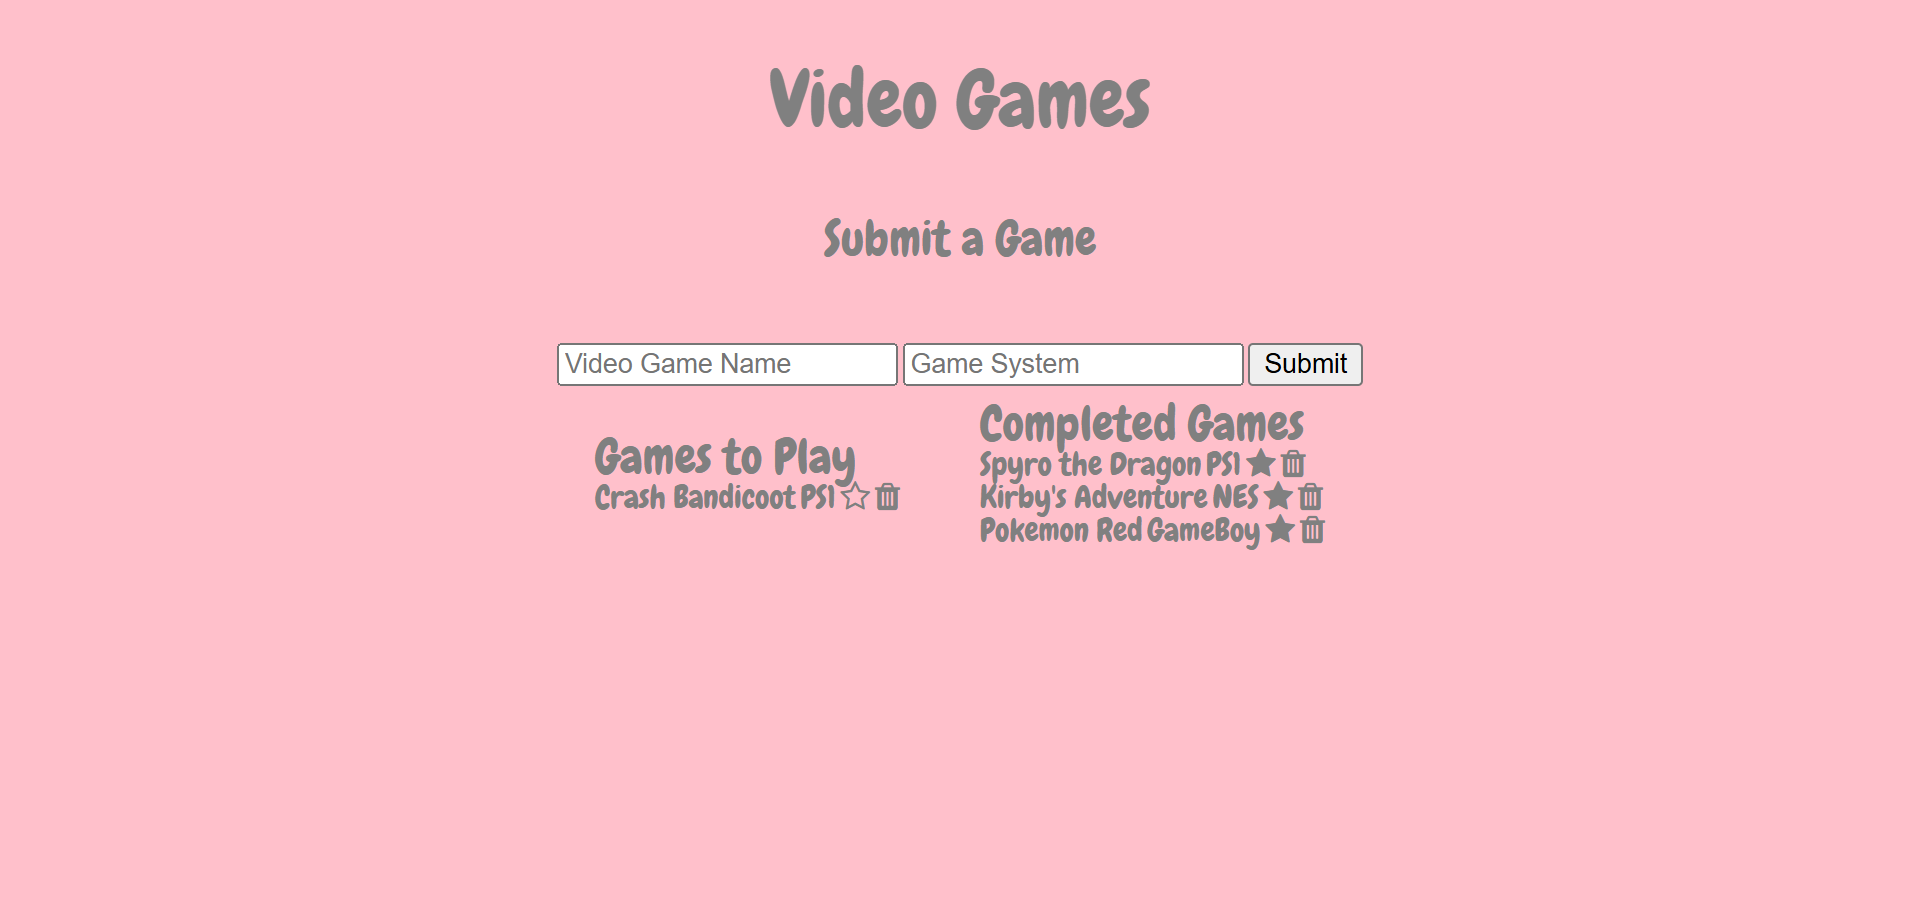 Video Games
Submit a Game
Video Game Name Game System Submit
Games to Play
Crash Bandicoot PS1
Completed Games
Spyro the Dragon PS1
Kirby's Adventure NES
Pokemon Red GameBoy